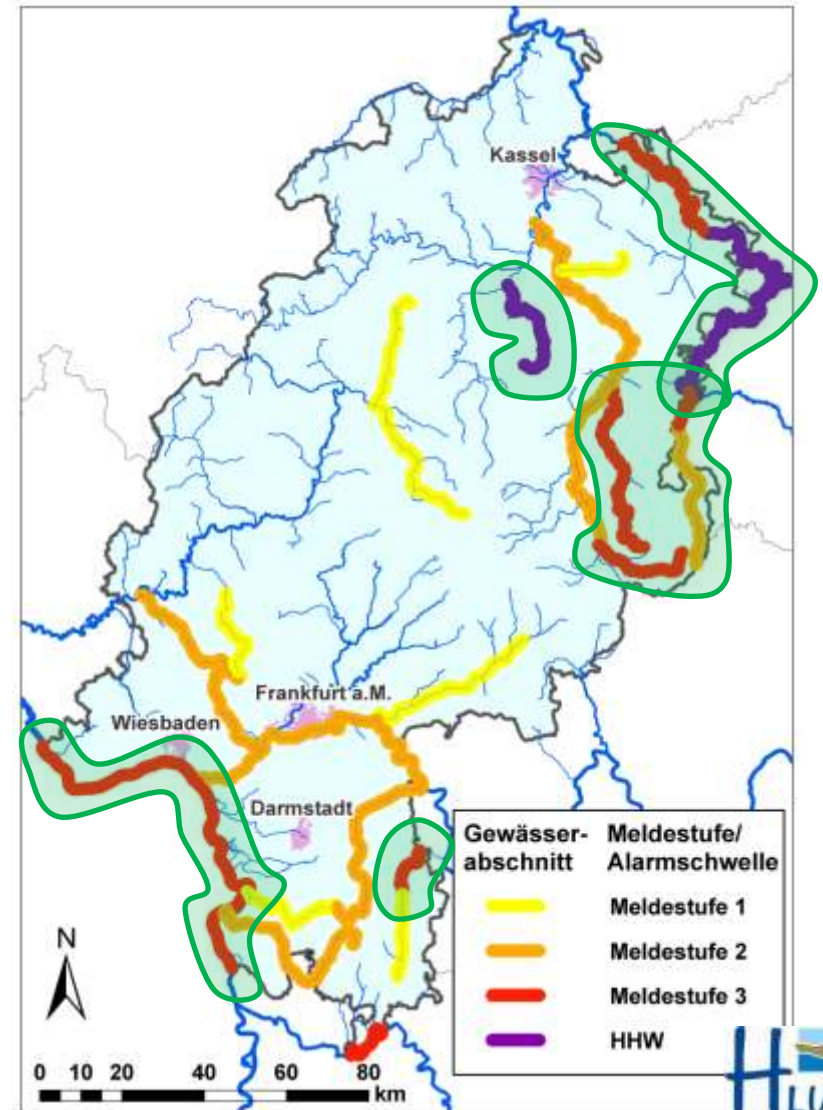 Kassel
Frankfurt a.M.
Wiesbaden
Darmstadt
Gewässer- Meldestufe/
abschnitt Alarmschwelle
Meldestufe 1
Meldestufe 2
Meldestufe 3
HHW
N
0 10 20 40 60 80
km
HLU